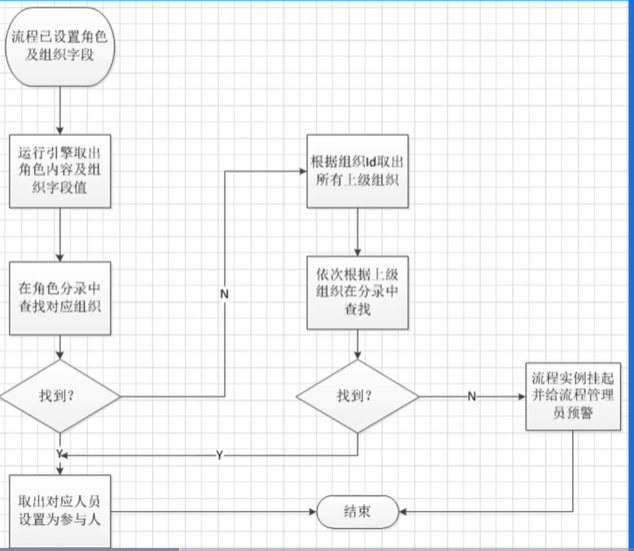 流程已设置角色
及组织字段
运行引擎取出
角色内容及组
织字段值
在角色分录中
查找对应组织
找到?
N
Y
取出对应人员
设置为参与人
根据组织Id取出
所有上级组织
依次根据上级
组织在分录中
查找
找到?
Y
N
流程实例挂起
并给流程管理
员预警
结束